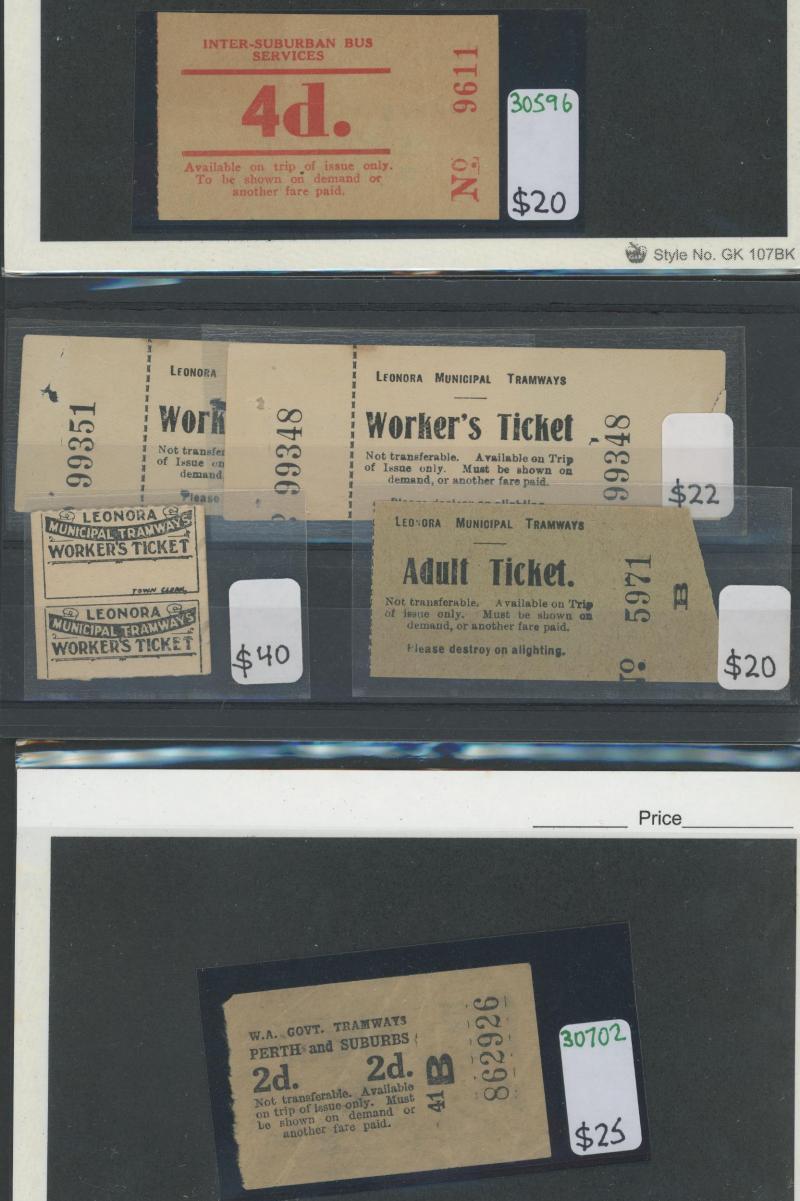 INTER-SUBURBAN BUS
SERVICES
4d.
Available on trip of issue only.
To be shown on demand or
another fare paid.
No 9611
30596
$20
Style No. GK 107BK
99351
LEONORA
Work
Not transfe
of Issue on
demand
Please
99348
LEONORA MUNICIPAL TRAMWAYS
Worker's Ticket
Not transferable. Available on Trip
of Issue only. Must be shown on
demand, or another fare paid.
Please destroy on alighting.
99348
$22
LEONORA
MUNICIPAL TRAMWAYS
WORKER'S TICKET
TOWN CLERK.
LEONORA
MUNICIPAL TRAMWAYS
WORKER'S TICKET
$40
LEONORA MUNICIPAL TRAMWAYS
Adult Ticket.
Not transferable. Available on Trip
of issue only. Must be shown on
demand, or another fare paid.
Please destroy on alighting.
No. 5971
B
$20
Price
W.A. GOVT. TRAMWAYS
PERTH and SUBURBS
2d. 2d.
Not transferable. Available
on trip of issue only. Must
be shown on demand or
another fare paid.
41 B
862926
30702
$25